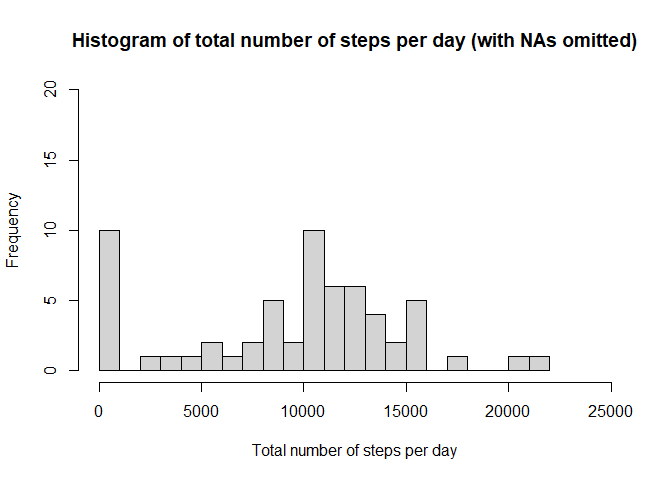 Histogram of total number of steps per day (with NAs omitted)
20
15
10
5
0
Frequency
0 5000 10000 15000 20000 25000
Total number of steps per day